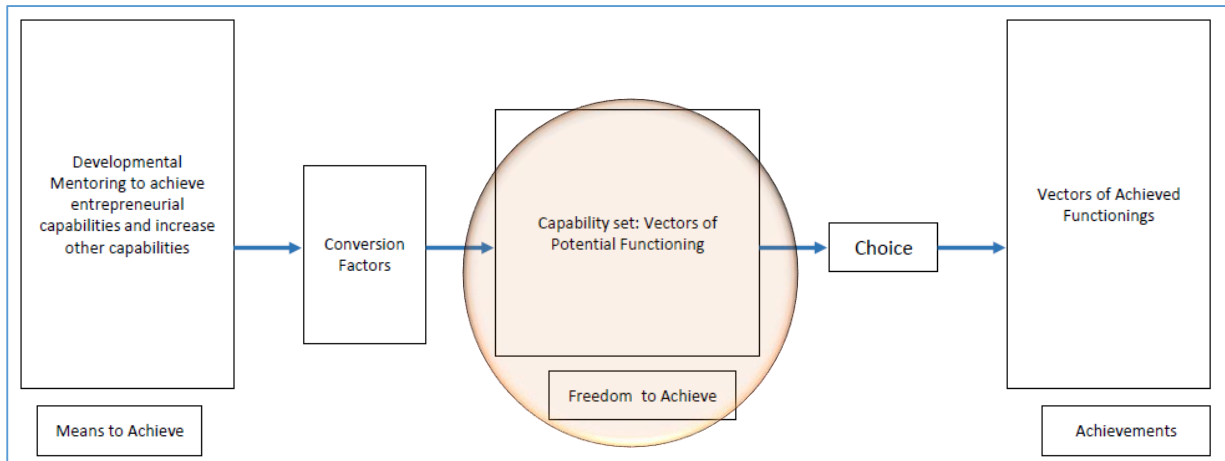 Developmental
Mentoring to achieve
entrepreneurial
capabilities and increase
other capabilities
Means to Achieve
Conversion
Factors
Capability set: Vectors of
Potential Functioning
Freedom to Achieve
Choice
Vectors of Achieved
Functionings
Achievements